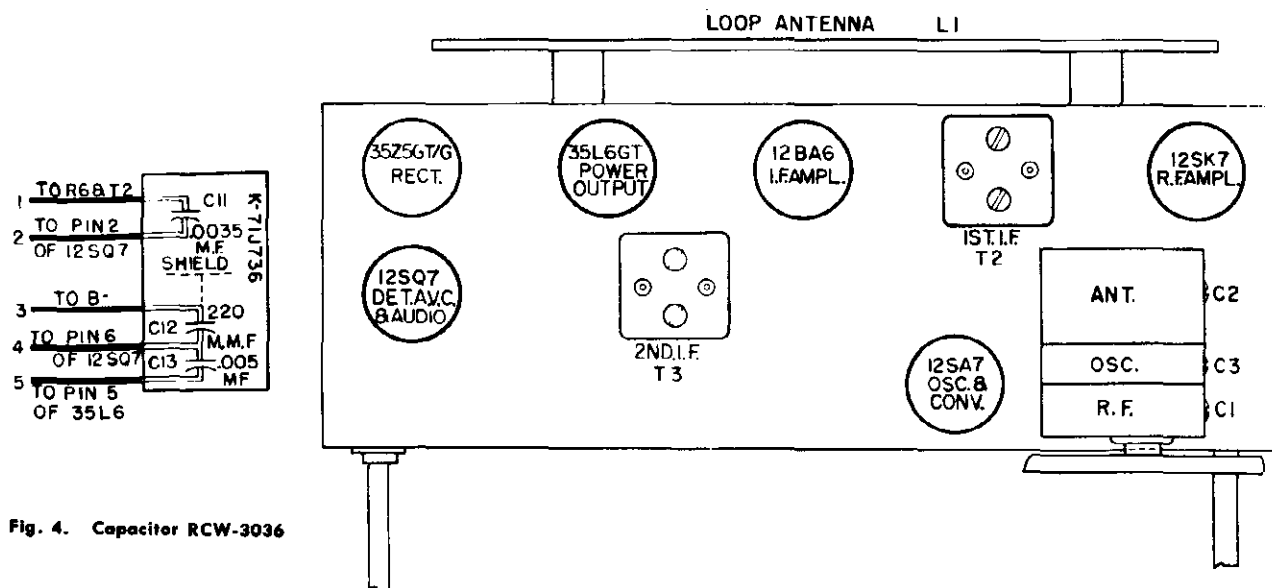 LOOP ANTENNA L1
35Z5GT/G
RECT.
35L6GT
POWER
OUTPUT
12BA6
I.F.AMPL.
1ST. I.F.
T2
12SK7
R.F.AMPL.
12SQ7
DET.A.V.C.
& AUDIO
2ND. I.F.
T3
12SA7
OSC. &
CONV.
ANT.
C2
OSC.
C3
R.F.
C1
K-71J736
1
TO R6 & T2
C11
2
TO PIN 2
OF 12SQ7
.0035
M.F.
SHIELD
3
TO B-
220
C12
M.M.F
4
TO PIN 6
OF 12SQ7
C13
.005
MF
5
TO PIN 5
OF 35L6
Fig. 4. Capacitor RCW-3036